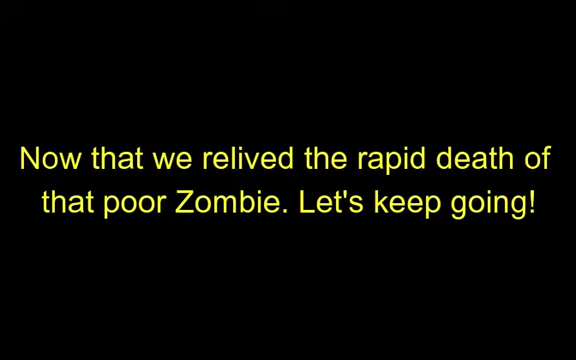 Now that we relived the rapid death of
that poor Zombie. Let's keep going!